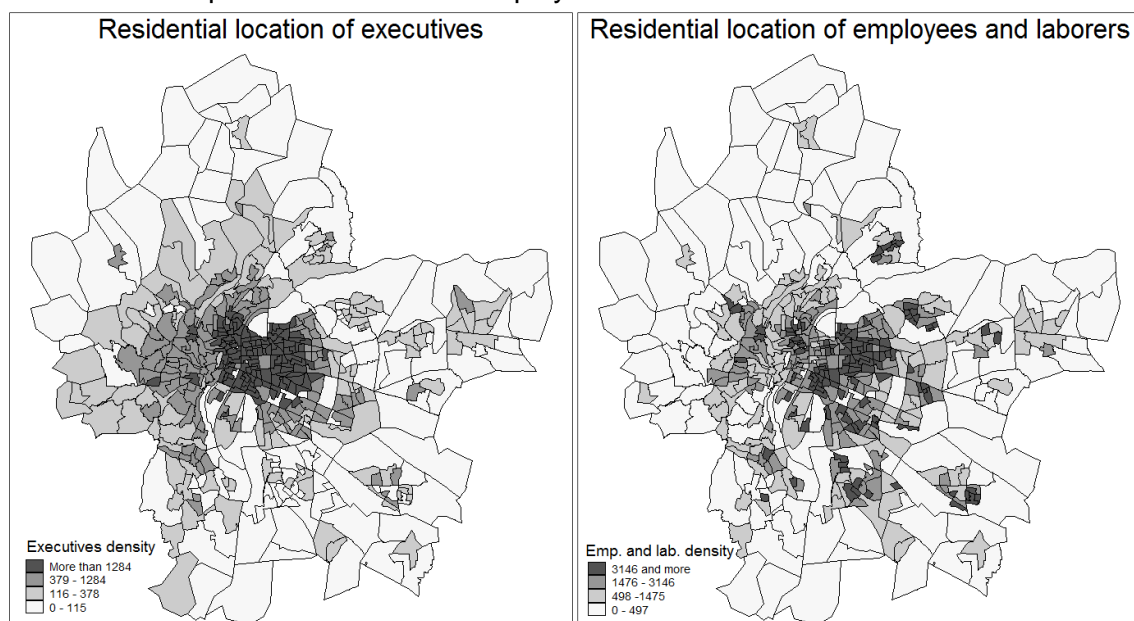 Residential location of executives
Executives density
More than 1284
379 - 1284
116 - 378
0 - 115
Residential location of employees and laborers
Emp. and lab. density
3146 and more
1476 - 3146
498 -1475
0 - 497